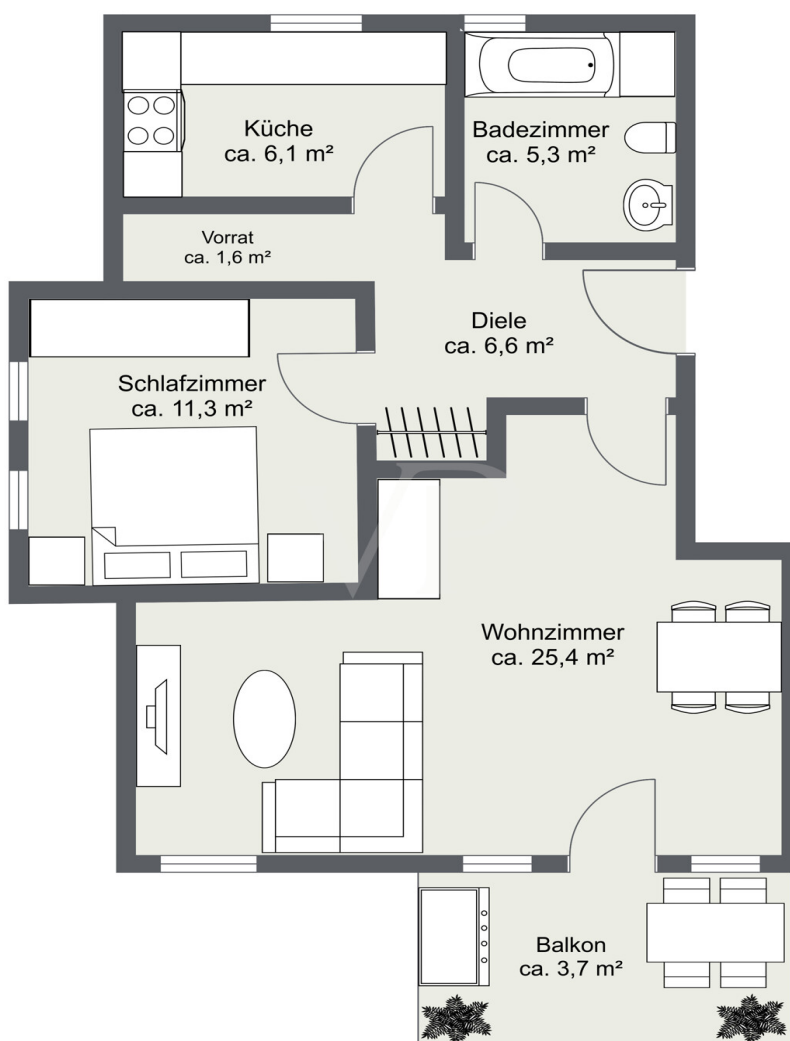 Küche
ca. 6,1 m²
Badezimmer
ca. 5,3 m²
Vorrat
ca. 1,6 m²
Diele
ca. 6,6 m²
Schlafzimmer
ca. 11,3 m²
Wohnzimmer
ca. 25,4 m²
Balkon
ca. 3,7 m²